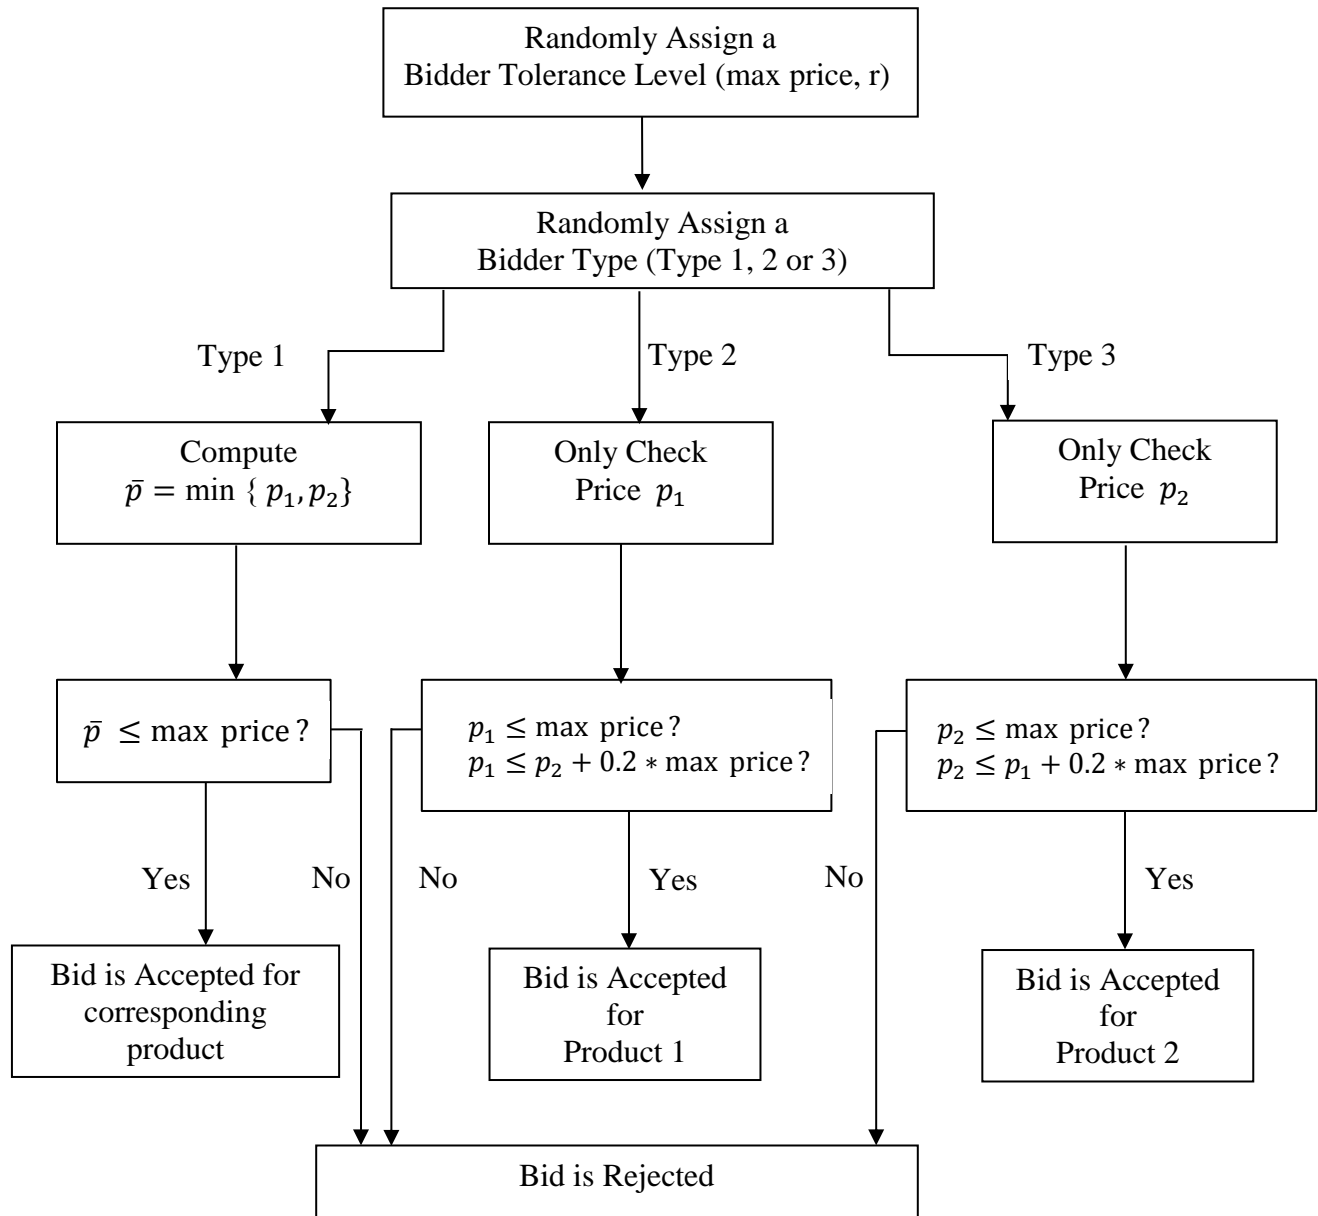 Randomly Assign a
Bidder Tolerance Level (max price, r)
Randomly Assign a
Bidder Type (Type 1, 2 or 3)
Type 1
Type 2
Type 3
Compute
p̄ = min { p₁, p₂}
Only Check
Price p₁
Only Check
Price p₂
p̄ ≤ max price ?
p₁ ≤ max price?
p₁ ≤ p₂ + 0.2 * max price?
p₂ ≤ max price?
p₂ ≤ p₁ + 0.2 * max price?
Yes
No
No
Yes
No
Yes
Bid is Accepted for
corresponding
product
Bid is Accepted
for
Product 1
Bid is Accepted
for
Product 2
Bid is Rejected